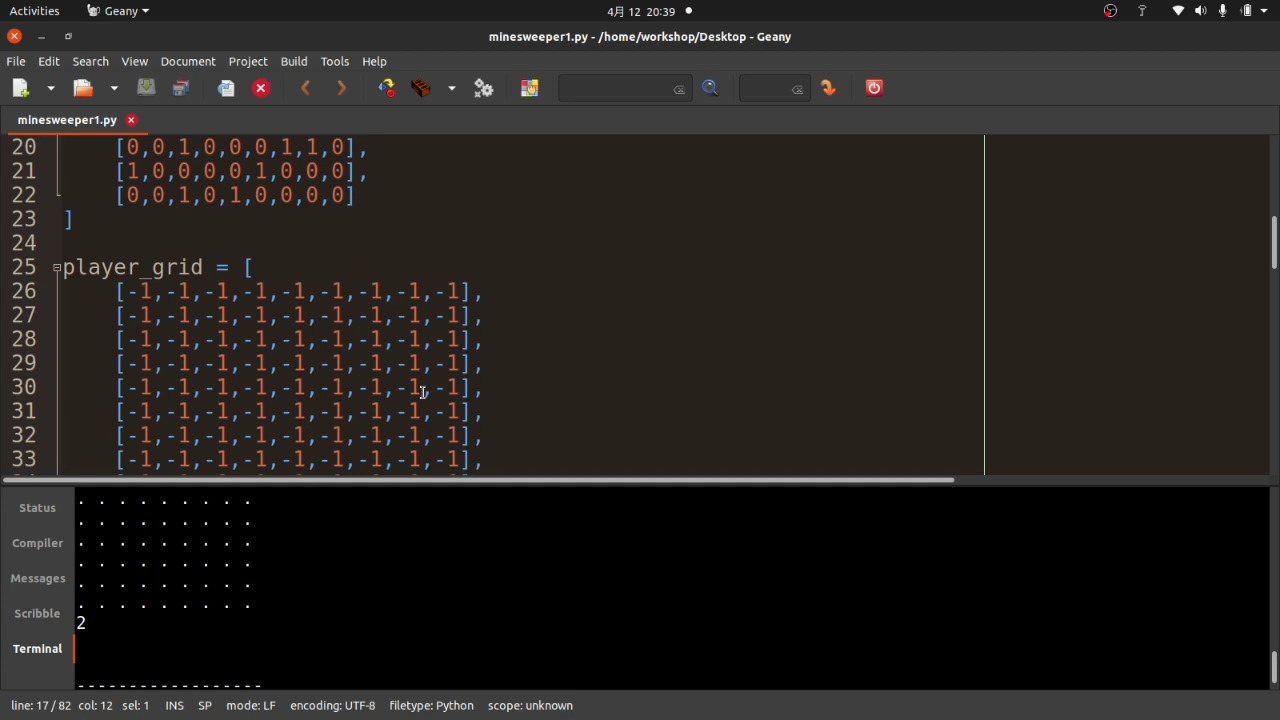 Activities Geany 4月 12 20:39
minesweeper1.py - /home/workshop/Desktop - Geany
File Edit Search View Document Project Build Tools Help
minesweeper1.py
20 [0,0,1,0,0,0,1,1,0],
21 [1,0,0,0,0,1,0,0,0],
22 [0,0,1,0,1,0,0,0,0]
23 ]
24
25 player_grid = [
26 [-1,-1,-1,-1,-1,-1,-1,-1,-1],
27 [-1,-1,-1,-1,-1,-1,-1,-1,-1],
28 [-1,-1,-1,-1,-1,-1,-1,-1,-1],
29 [-1,-1,-1,-1,-1,-1,-1,-1,-1],
30 [-1,-1,-1,-1,-1,-1,-1,-1,-1],
31 [-1,-1,-1,-1,-1,-1,-1,-1,-1],
32 [-1,-1,-1,-1,-1,-1,-1,-1,-1],
33 [-1,-1,-1,-1,-1,-1,-1,-1,-1],
Status
Compiler
Messages
Scribble
Terminal
. . . . . . . . .
. . . . . . . . .
. . . . . . . . .
. . . . . . . . .
. . . . . . . . .
. . . . . . . . .
2
------------------
line: 17 / 82 col: 12 sel: 1 INS SP mode: LF encoding: UTF-8 filetype: Python scope: unknown